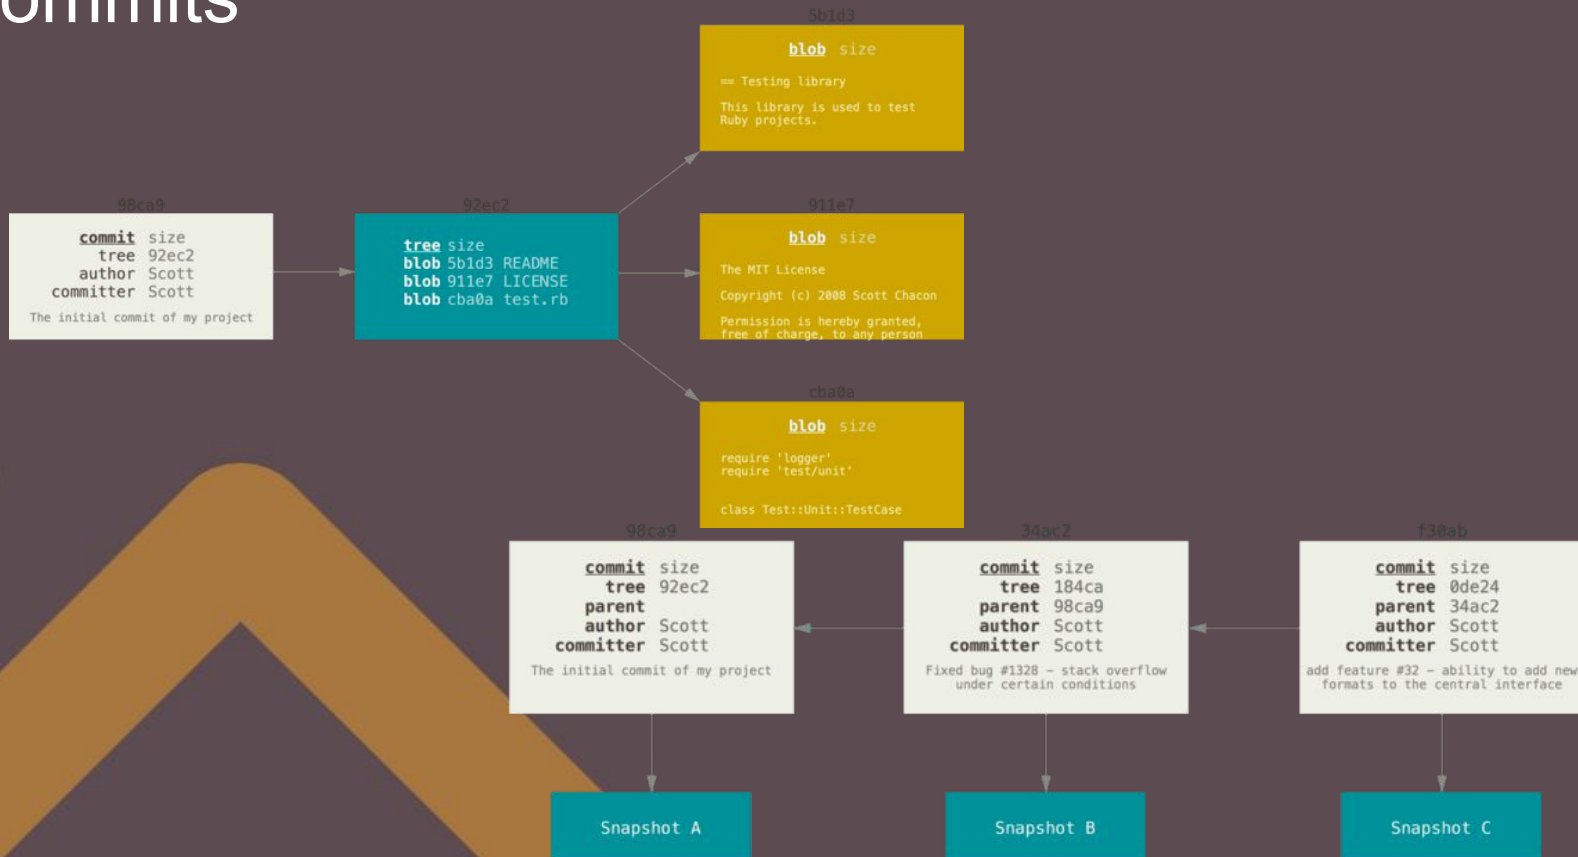 ommits
5b1d3
blob size
== Testing library
This library is used to test
Ruby projects.
98ca9
commit size
tree 92ec2
author Scott
committer Scott
The initial commit of my project
92ec2
tree size
blob 5b1d3 README
blob 911e7 LICENSE
blob cba0a test.rb
911e7
blob size
The MIT License
Copyright (c) 2008 Scott Chacon
Permission is hereby granted,
free of charge, to any person
cba0a
blob size
require 'logger'
require 'test/unit'
class Test::Unit::TestCase
98ca9
commit size
tree 92ec2
parent
author Scott
committer Scott
The initial commit of my project
34ac2
commit size
tree 184ca
parent 98ca9
author Scott
committer Scott
Fixed bug #1328 – stack overflow
under certain conditions
f30ab
commit size
tree 0de24
parent 34ac2
author Scott
committer Scott
add feature #32 – ability to add new
formats to the central interface
Snapshot A
Snapshot B
Snapshot C